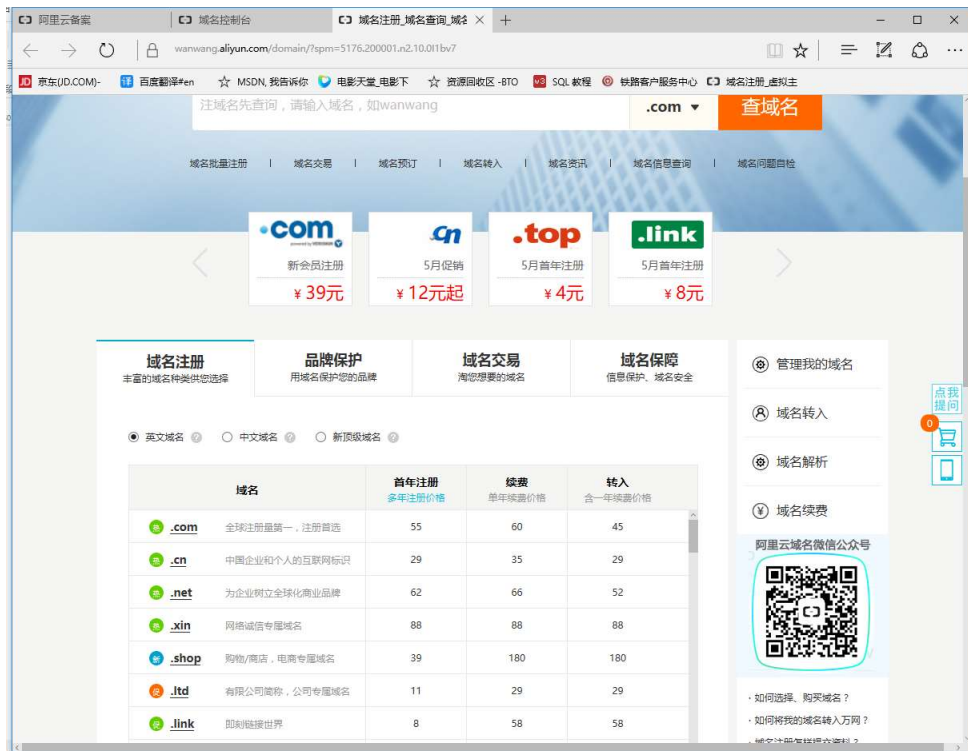 阿里云备案
域名控制台
域名注册_域名查询_域名
wanwang.aliyun.com/domain/?spm=5176.200001.n2.10.0I1bv7
京东(JD.COM)-
百度翻译#en
MSDN, 我告诉你
电影天堂_电影下
资源回收区 -BTO
SQL 教程
铁路客户服务中心
域名注册_虚拟主
注域名先查询，请输入域名，如wanwang
.com
查域名
域名批量注册 | 域名交易 | 域名预订 | 域名转入 | 域名资讯 | 域名信息查询 | 域名问题自检
.com
新会员注册
¥ 39元
cn
5月促销
¥ 12元起
.top
5月首年注册
¥ 4元
.link
5月首年注册
¥ 8元
域名注册
丰富的域名种类供您选择
品牌保护
用域名保护您的品牌
域名交易
淘您想要的域名
域名保障
信息保护、域名安全
英文域名 中文域名 新顶级域名
域名 首年注册 续费 转入
多年注册价格 单年续费价格 含一年续费价格
热 .com 全球注册量第一，注册首选 55 60 45
热 .cn 中国企业和个人的互联网标识 29 35 29
热 .net 为企业树立全球化商业品牌 62 66 52
热 .xin 网络诚信专属域名 88 88 88
新 .shop 购物/商店，电商专属域名 39 180 180
促 .ltd 有限公司简称，公司专属域名 11 29 29
促 .link 即刻链接世界 8 58 58
管理我的域名
域名转入
域名解析
域名续费
阿里云域名微信公众号
· 如何选择、购买域名？
· 如何将我的域名转入万网？
· 域名注册怎样提交资料？
点我
提问
0